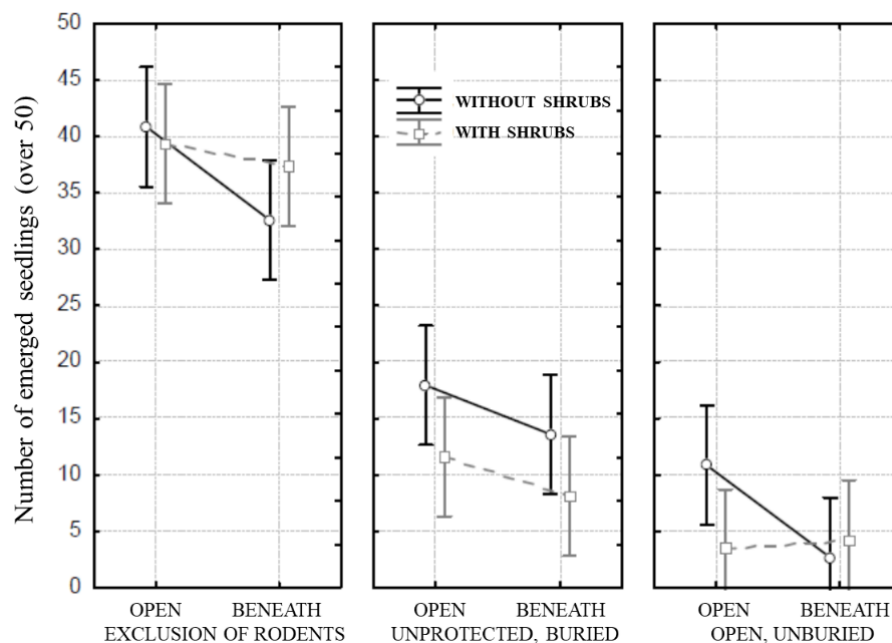 Number of emerged seedlings (over 50)
50
45
40
35
30
25
20
15
10
5
0
WITHOUT SHRUBS
WITH SHRUBS
OPEN BENEATH
EXCLUSION OF RODENTS
OPEN BENEATH
UNPROTECTED, BURIED
OPEN BENEATH
OPEN, UNBURIED